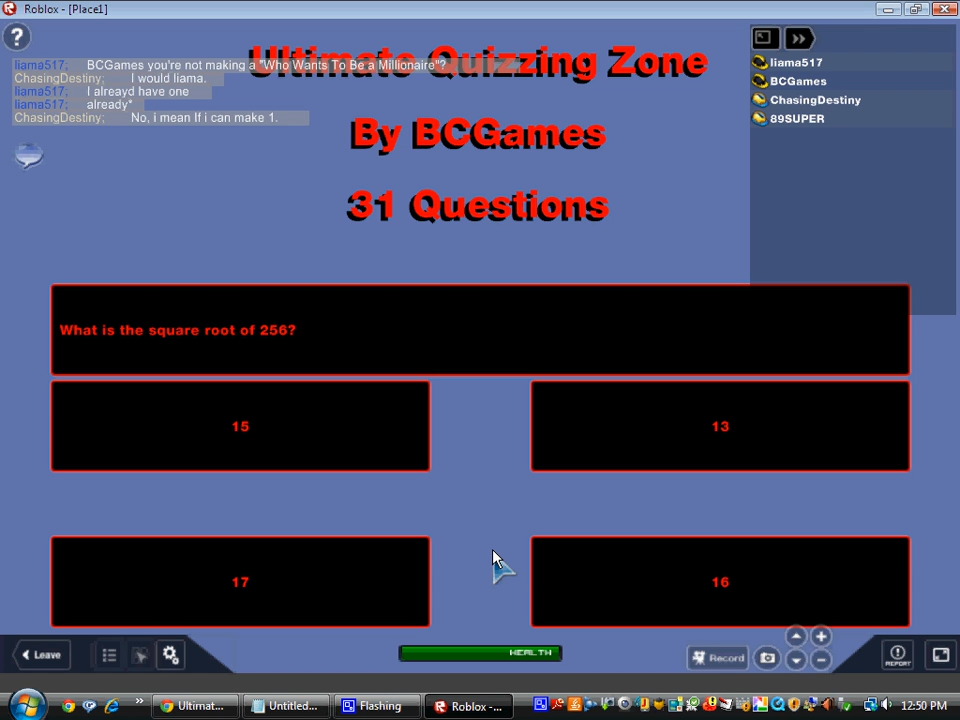 Roblox - [Place1]
Ultimate Quizzing Zone
liama517; BCGames you're not making a "Who Wants To Be a Millionaire"?
ChasingDestiny; I would liama.
liama517; I alreayd have one
liama517; already*
ChasingDestiny; No, i mean If i can make 1.
liama517
BCGames
ChasingDestiny
89SUPER
By BCGames
31 Questions
What is the square root of 256?
15
13
17
16
Leave
HEALTH
Record
REPORT
Ultimat...
Untitled...
Flashing
Roblox -...
12:50 PM